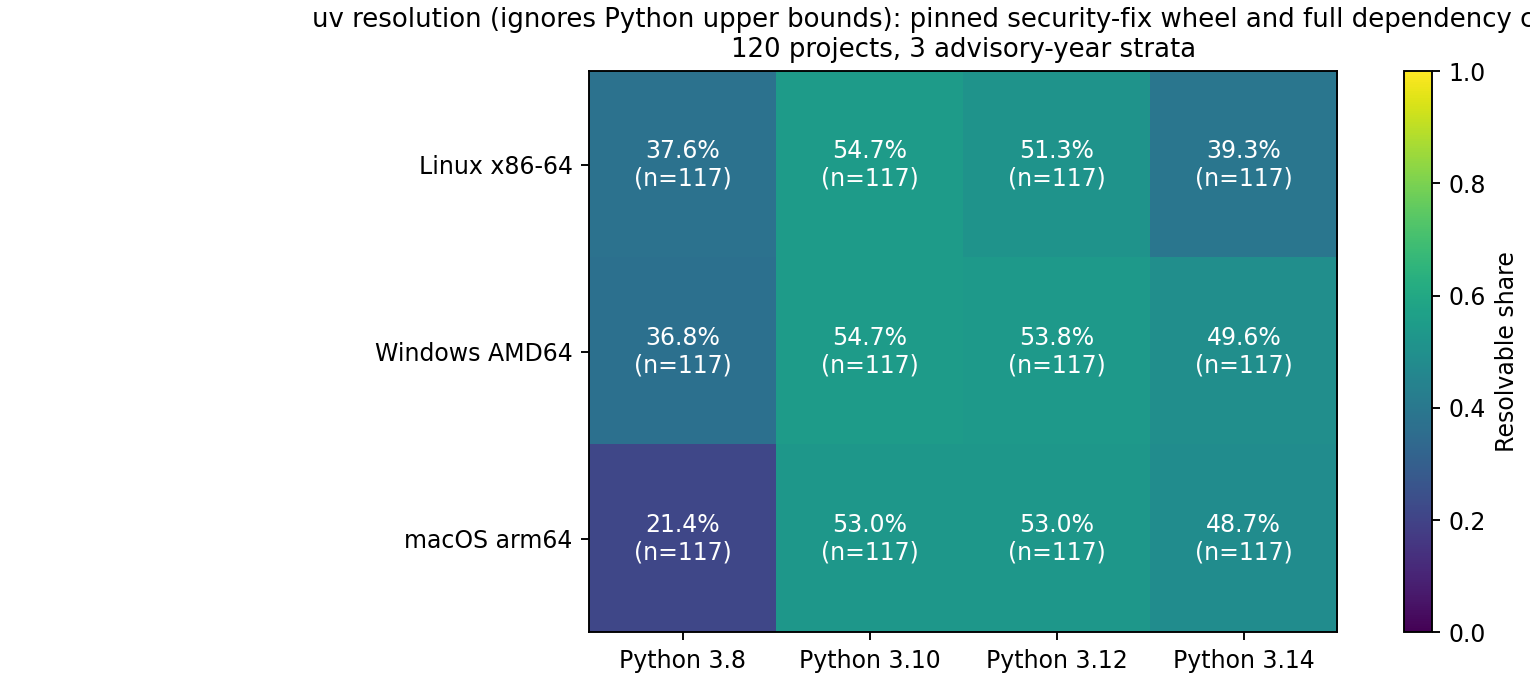 uv resolution (ignores Python upper bounds): pinned security-fix wheel and full dependency
120 projects, 3 advisory-year strata
Linux x86-64
37.6%
(n=117)
54.7%
(n=117)
51.3%
(n=117)
39.3%
(n=117)
Windows AMD64
36.8%
(n=117)
54.7%
(n=117)
53.8%
(n=117)
49.6%
(n=117)
macOS arm64
21.4%
(n=117)
53.0%
(n=117)
53.0%
(n=117)
48.7%
(n=117)
Python 3.8
Python 3.10
Python 3.12
Python 3.14
1.0
0.8
0.6
0.4
0.2
0.0
Resolvable share